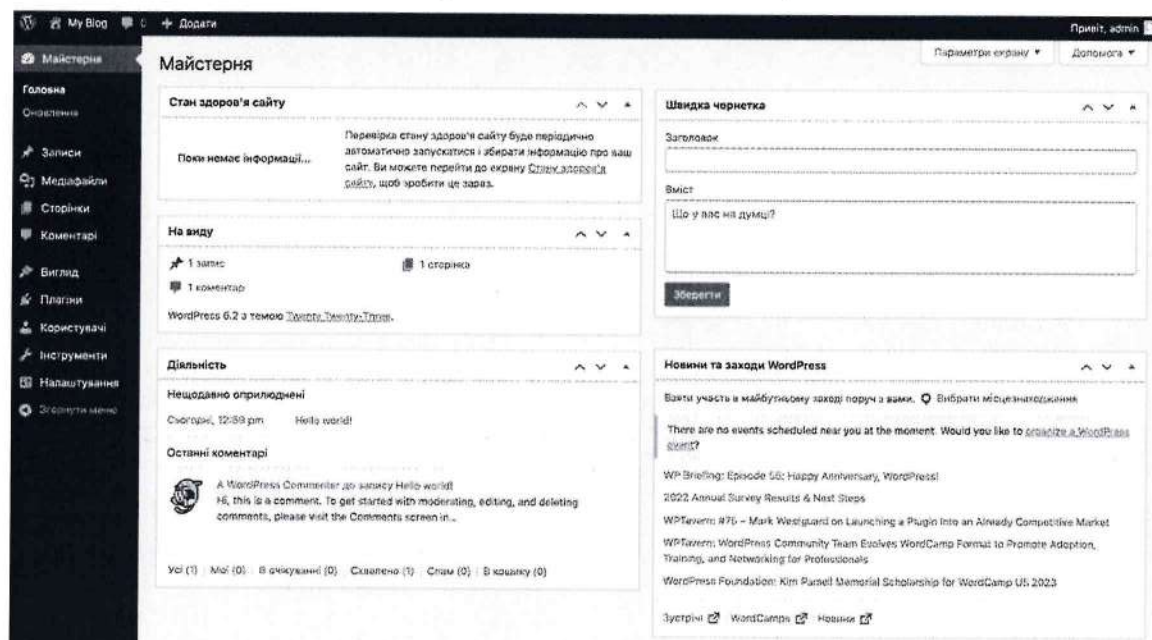 My Blog
Додати
Привіт, admin
Майстерня
Головна
Оновлення
Записи
Медіафайли
Сторінки
Коментарі
Вигляд
Плагіни
Користувачі
Інструменти
Налаштування
Згорнути меню
Параметри екрану
Допомога
Майстерня
Стан здоров'я сайту
Поки немає інформації...
Перевірка стану здоров'я сайту буде періодично
автоматично запускатися і збирати інформацію про ваш
сайт. Ви можете перейти до екрану Стану здоров'я
сайту, щоб зробити це зараз.
На виду
1 запис
1 сторінка
1 коментар
WordPress 6.2 з темою Twenty Twenty-Three.
Діяльність
Нещодавно оприлюднені
Сьогодні, 12:59 pm Hello world!
Останні коментарі
A WordPress Commenter до запису Hello world!
Hi, this is a comment. To get started with moderating, editing, and deleting
comments, please visit the Comments screen in...
Усі (1) | Мої (0) | В очікуванні (0) | Схвалено (1) | Спам (0) | В кошику (0)
Швидка чорнетка
Заголовок
Вміст
Що у вас на думці?
Зберегти
Новини та заходи WordPress
Взяти участь в майбутньому заході поруч з вами. Вибрати місцезнаходження
There are no events scheduled near you at the moment. Would you like to organize a WordPress
event?
WP Briefing: Episode 55: Happy Anniversary, WordPress!
2022 Annual Survey Results & Next Steps
WPTavern: #75 – Mark Westguard on Launching a Plugin Into an Already Competitive Market
WPTavern: WordPress Community Team Evolves WordCamp Format to Promote Adoption,
Training, and Networking for Professionals
WordPress Foundation: Kim Parsell Memorial Scholarship for WordCamp US 2023
Зустрічі WordCamps Новини